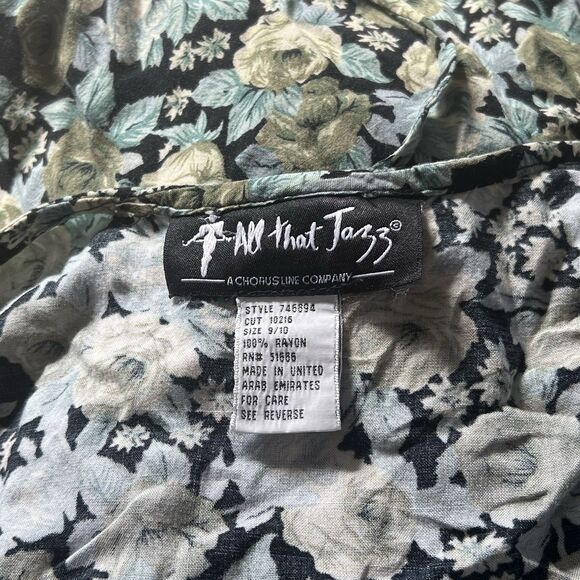 All That Jazz©
A CHORUS LINE COMPANY
STYLE 746894
CUT 10216
SIZE 9/10
100% RAYON
RN# 51666
MADE IN UNITED
ARAB EMIRATES
FOR CARE
SEE REVERSE